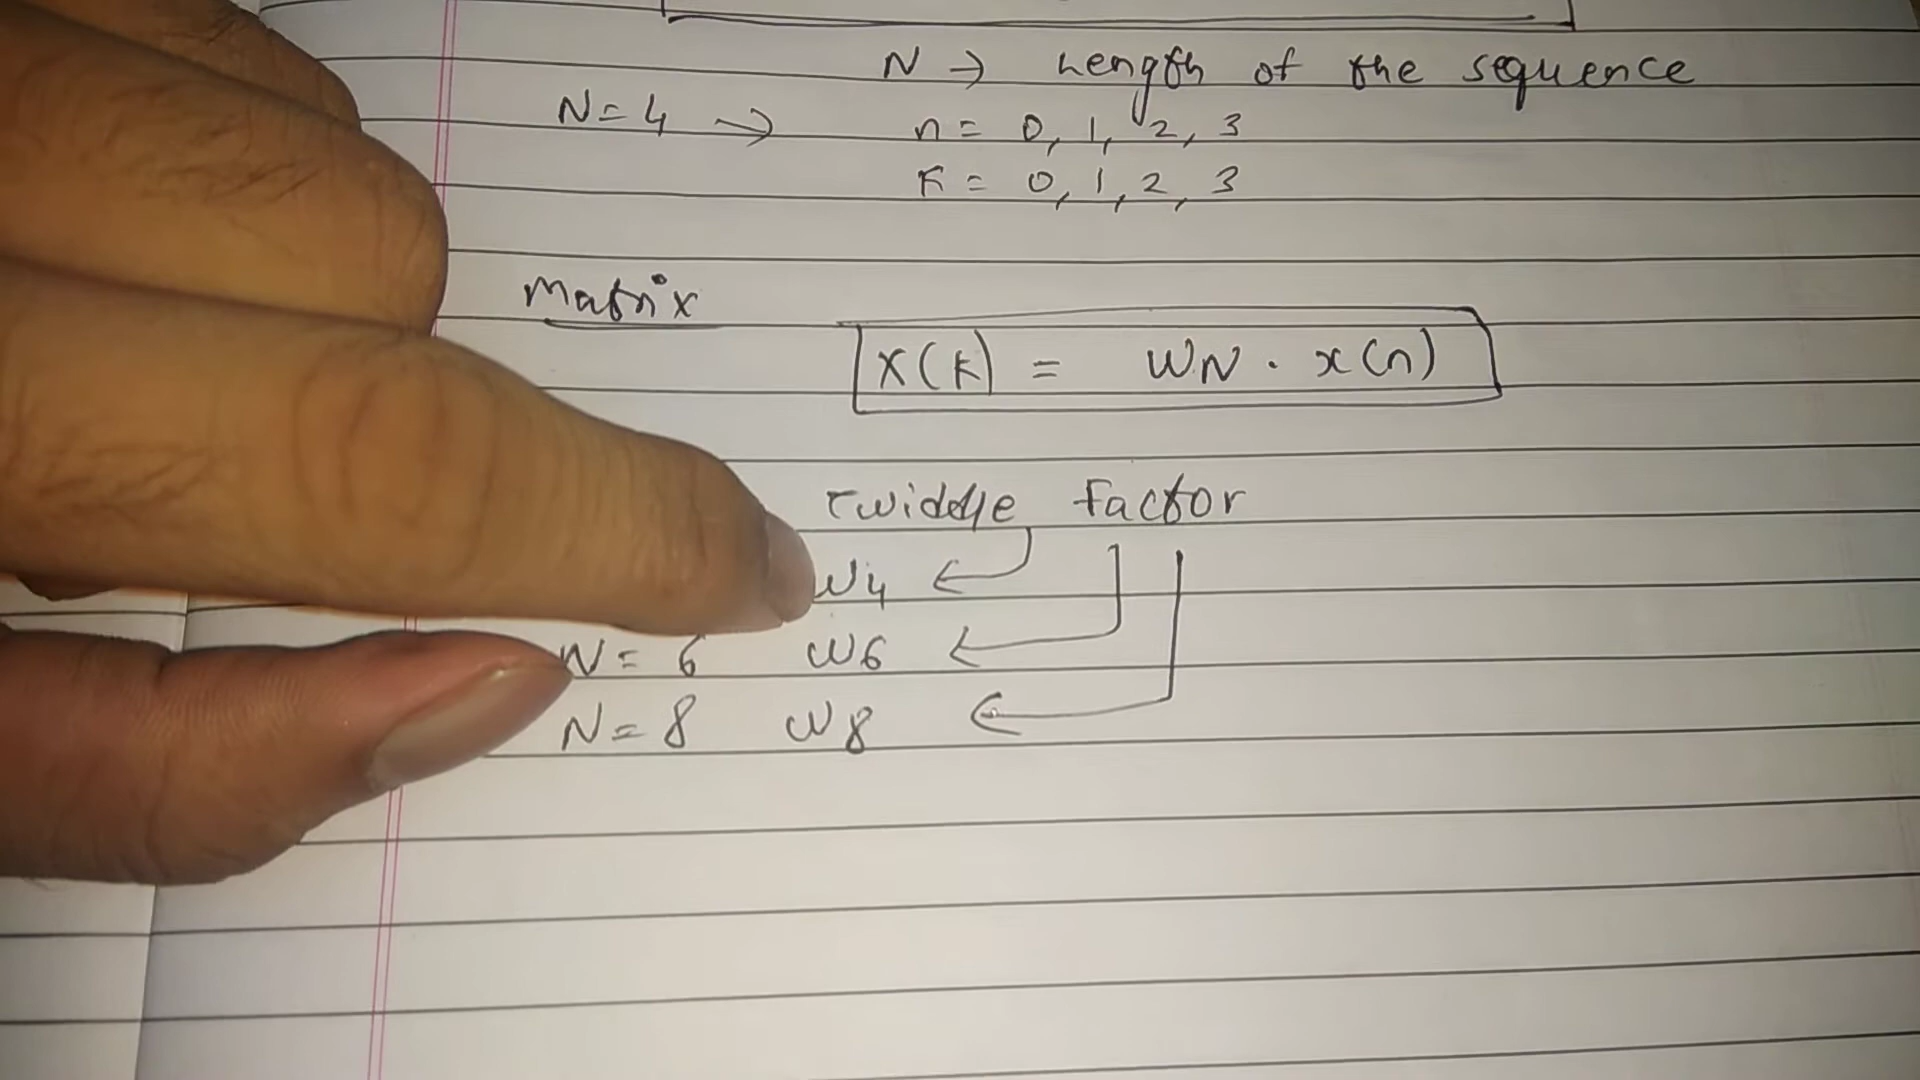 N → Length of the sequence
N = 4 → n = 0, 1, 2, 3
K = 0, 1, 2, 3
Matrix
X(K) = WN . x(n)
Twiddle Factor
W4 ←
N = 6 W6 ←
N = 8 W8 ←